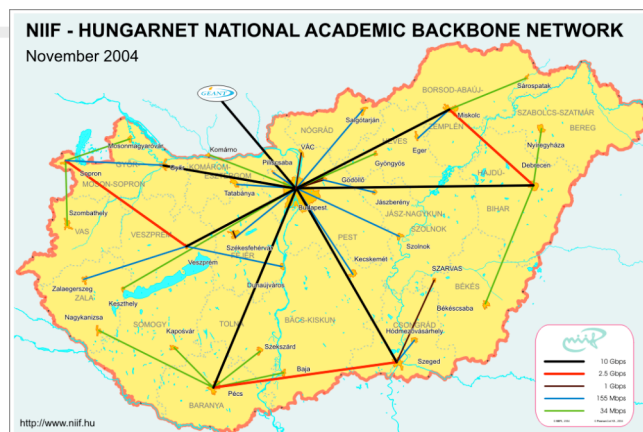 NIIF - HUNGARNET NATIONAL ACADEMIC BACKBONE NETWORK
November 2004
GÉANT
BORSOD-ABAÚJ-
Sárospatak
Miskolc
SZABOLCS-SZATMÁR
Salgótarján
NÓGRÁD
ZEMPLÉN
BEREG
HEVES
Eger
Nyíregyháza
Mosonmagyaróvár
Komárno
VÁC
Piliscsaba
Gyöngyös
Debrecen
GYŐR-
Győr
KOMÁROM-
ESZTERGOM
HAJDÚ-
Sopron
Gödöllő
MOSON-SOPRON
Tatabánya
Jászberény
Budapest
BIHAR
Szombathely
JÁSZ-NAGYKUN-
VAS
SZOLNOK
VESZPRÉM
PEST
Székesfehérvár
Szolnok
FEJÉR
Veszprém
Kecskemét
Zalaegerszeg
Dunaújváros
SZARVAS
Keszthely
BÉKÉS
ZALA
Békéscsaba
Nagykanizsa
SOMOGY
TOLNA
BÁCS-KISKUN
CSONGRÁD
Kaposvár
Hódmezővásárhely
Szekszárd
Szeged
Baja
Pécs
BARANYA
niif
10 Gbps
2.5 Gbps
1 Gbps
155 Mbps
34 Mbps
http://www.niif.hu